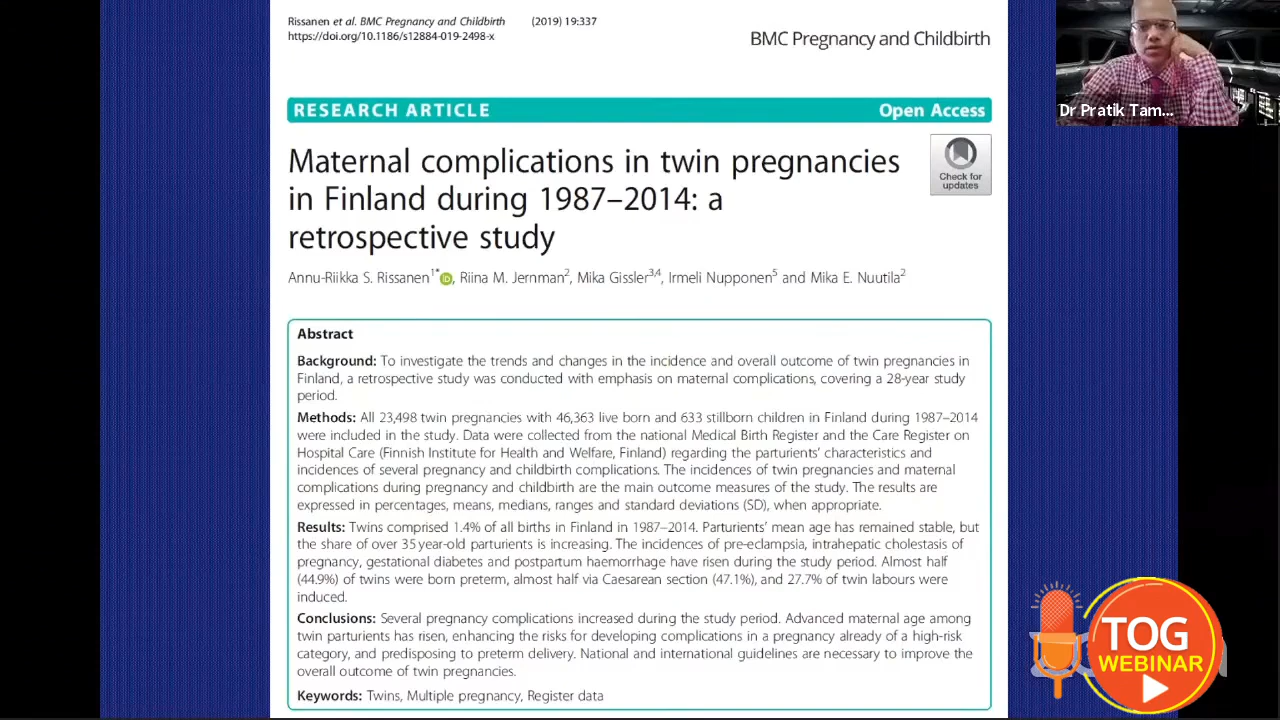 Rissanen et al. BMC Pregnancy and Childbirth (2019) 19:337
https://doi.org/10.1186/s12884-019-2498-x
BMC Pregnancy and Childbirth
Dr Pratik Tam...
RESEARCH ARTICLE Open Access
Maternal complications in twin pregnancies
in Finland during 1987–2014: a
retrospective study
Check for
updates
Annu-Riikka S. Rissanen1* iD, Riina M. Jernman2, Mika Gissler3,4, Irmeli Nupponen5 and Mika E. Nuutila2
Abstract
Background: To investigate the trends and changes in the incidence and overall outcome of twin pregnancies in
Finland, a retrospective study was conducted with emphasis on maternal complications, covering a 28-year study
period.
Methods: All 23,498 twin pregnancies with 46,363 live born and 633 stillborn children in Finland during 1987–2014
were included in the study. Data were collected from the national Medical Birth Register and the Care Register on
Hospital Care (Finnish Institute for Health and Welfare, Finland) regarding the parturients' characteristics and
incidences of several pregnancy and childbirth complications. The incidences of twin pregnancies and maternal
complications during pregnancy and childbirth are the main outcome measures of the study. The results are
expressed in percentages, means, medians, ranges and standard deviations (SD), when appropriate.
Results: Twins comprised 1.4% of all births in Finland in 1987–2014. Parturients' mean age has remained stable, but
the share of over 35 year-old parturients is increasing. The incidences of pre-eclampsia, intrahepatic cholestasis of
pregnancy, gestational diabetes and postpartum haemorrhage have risen during the study period. Almost half
(44.9%) of twins were born preterm, almost half via Caesarean section (47.1%), and 27.7% of twin labours were
induced.
Conclusions: Several pregnancy complications increased during the study period. Advanced maternal age among
twin parturients has risen, enhancing the risks for developing complications in a pregnancy already of a high-risk
category, and predisposing to preterm delivery. National and international guidelines are necessary to improve the
overall outcome of twin pregnancies.
Keywords: Twins, Multiple pregnancy, Register data
TOG
WEBINAR